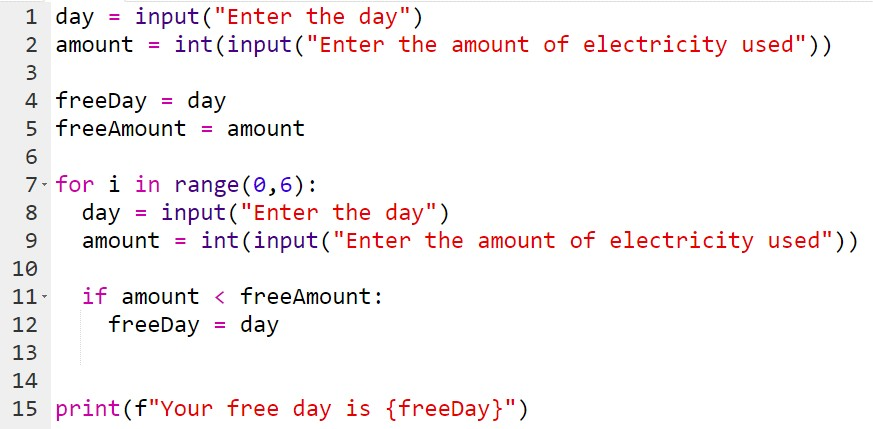 1 day = input("Enter the day")
2 amount = int(input("Enter the amount of electricity used"))
3
4 freeDay = day
5 freeAmount = amount
6
7 for i in range(0,6):
8   day = input("Enter the day")
9   amount = int(input("Enter the amount of electricity used"))
10
11   if amount < freeAmount:
12     freeDay = day
13
14
15 print(f"Your free day is {freeDay}")